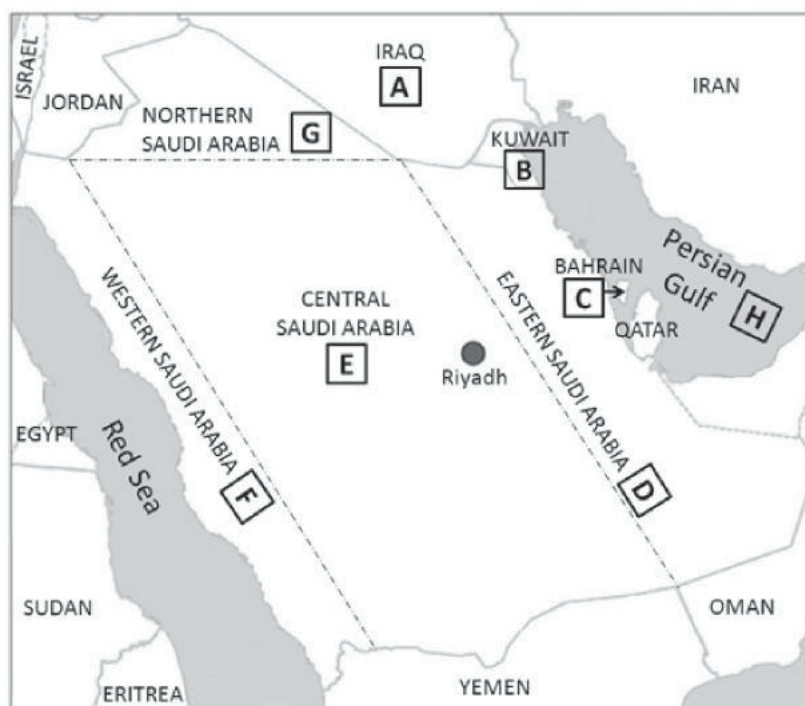 ISRAEL
JORDAN
IRAQ
A
IRAN
NORTHERN
SAUDI ARABIA
G
KUWAIT
B
Persian
Gulf
H
BAHRAIN
C
QATAR
WESTERN SAUDI ARABIA
F
CENTRAL
SAUDI ARABIA
E
Riyadh
EASTERN SAUDI ARABIA
D
EGYPT
Red Sea
SUDAN
ERITREA
YEMEN
OMAN